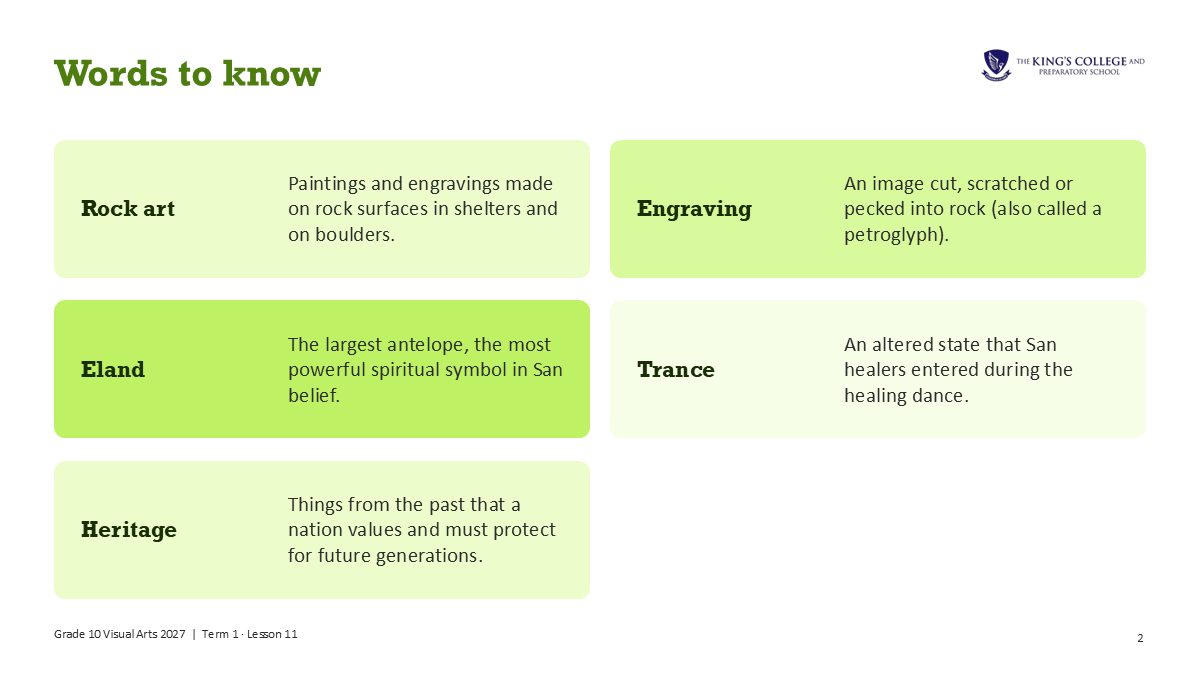 Words to know
THE KING'S COLLEGE AND
PREPARATORY SCHOOL
Rock art
Paintings and engravings made
on rock surfaces in shelters and
on boulders.
Engraving
An image cut, scratched or
pecked into rock (also called a
petroglyph).
Eland
The largest antelope, the most
powerful spiritual symbol in San
belief.
Trance
An altered state that San
healers entered during the
healing dance.
Heritage
Things from the past that a
nation values and must protect
for future generations.
Grade 10 Visual Arts 2027 | Term 1 · Lesson 11
2